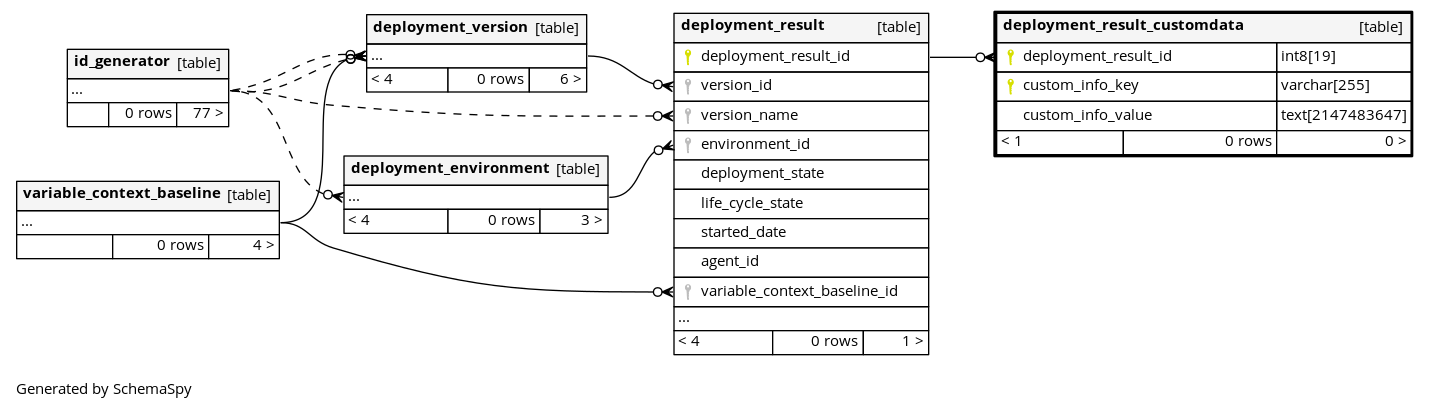 id_generator [table]
...
0 rows 77 >
variable_context_baseline [table]
...
0 rows 4 >
deployment_version [table]
...
< 4 0 rows 6 >
deployment_environment [table]
...
< 4 0 rows 3 >
deployment_result [table]
deployment_result_id
version_id
version_name
environment_id
deployment_state
life_cycle_state
started_date
agent_id
variable_context_baseline_id
...
< 4 0 rows 1 >
deployment_result_customdata [table]
deployment_result_id int8[19]
custom_info_key varchar[255]
custom_info_value text[2147483647]
< 1 0 rows 0 >
Generated by SchemaSpy